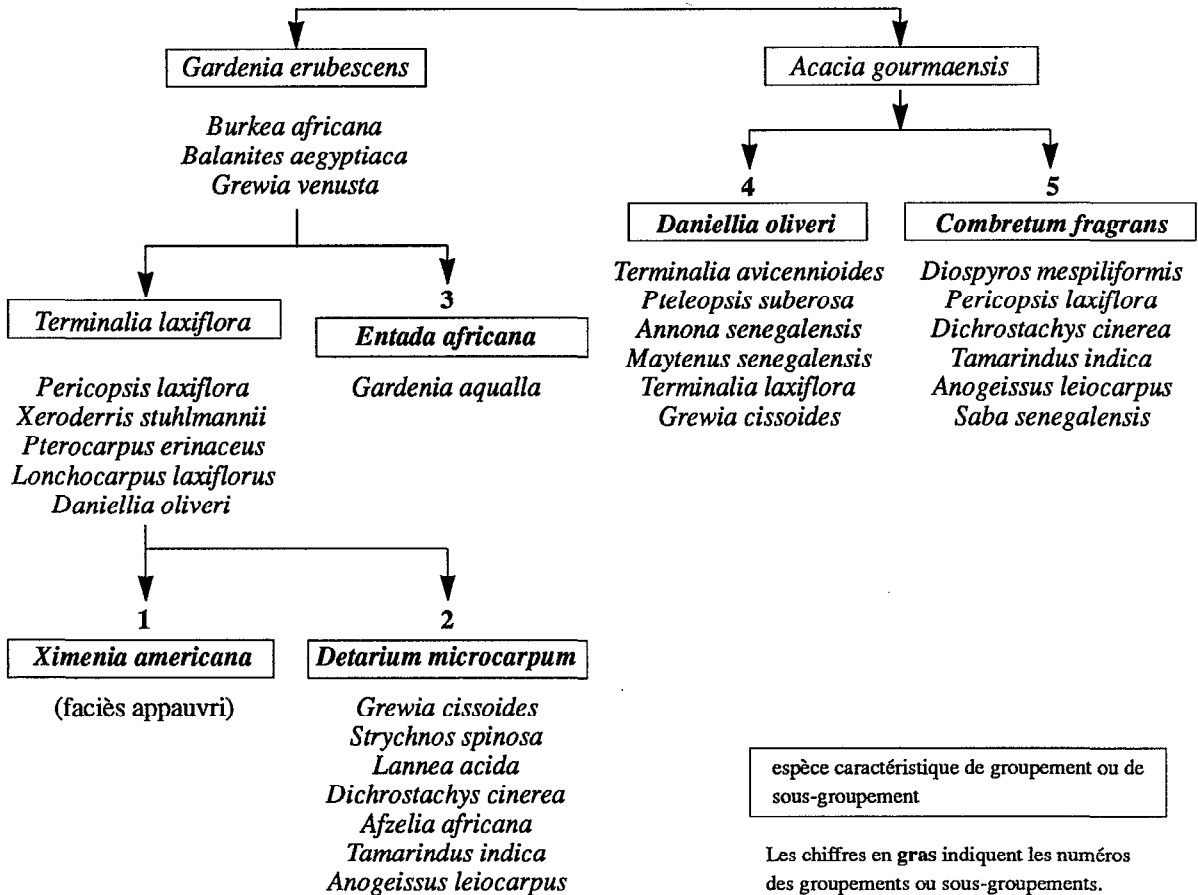 Gardenia erubescens
Burkea africana
Balanites aegyptiaca
Grewia venusta
Terminalia laxiflora
Pericopsis laxiflora
Xeroderris stuhlmannii
Pterocarpus erinaceus
Lonchocarpus laxiflorus
Daniellia oliveri
3
Entada africana
Gardenia aqualla
1
Ximenia americana
(faciès appauvri)
2
Detarium microcarpum
Grewia cissoides
Strychnos spinosa
Lannea acida
Dichrostachys cinerea
Afzelia africana
Tamarindus indica
Anogeissus leiocarpus
Acacia gourmaensis
4
Daniellia oliveri
Terminalia avicennioides
Pteleopsis suberosa
Annona senegalensis
Maytenus senegalensis
Terminalia laxiflora
Grewia cissoides
5
Combretum fragrans
Diospyros mespiliformis
Pericopsis laxiflora
Dichrostachys cinerea
Tamarindus indica
Anogeissus leiocarpus
Saba senegalensis
espèce caractéristique de groupement ou de
sous-groupement
Les chiffres en gras indiquent les numéros
des groupements ou sous-groupements.